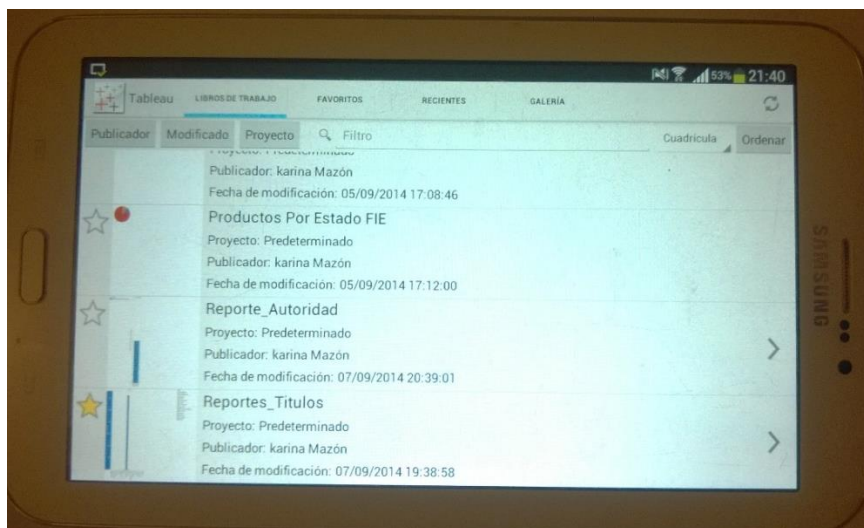 53% 21:40
Tableau LIBROS DE TRABAJO FAVORITOS RECIENTES GALERÍA
Publicador Modificado Proyecto Filtro Cuadrícula Ordenar
Proyecto: Predeterminado
Publicador: karina Mazón
Fecha de modificación: 05/09/2014 17:08:46
Productos Por Estado FIE
Proyecto: Predeterminado
Publicador: karina Mazón
Fecha de modificación: 05/09/2014 17:12:00
Reporte_Autoridad
Proyecto: Predeterminado
Publicador: karina Mazón
Fecha de modificación: 07/09/2014 20:39:01
Reportes_Titulos
Proyecto: Predeterminado
Publicador: karina Mazón
Fecha de modificación: 07/09/2014 19:38:58
SAMSUNG